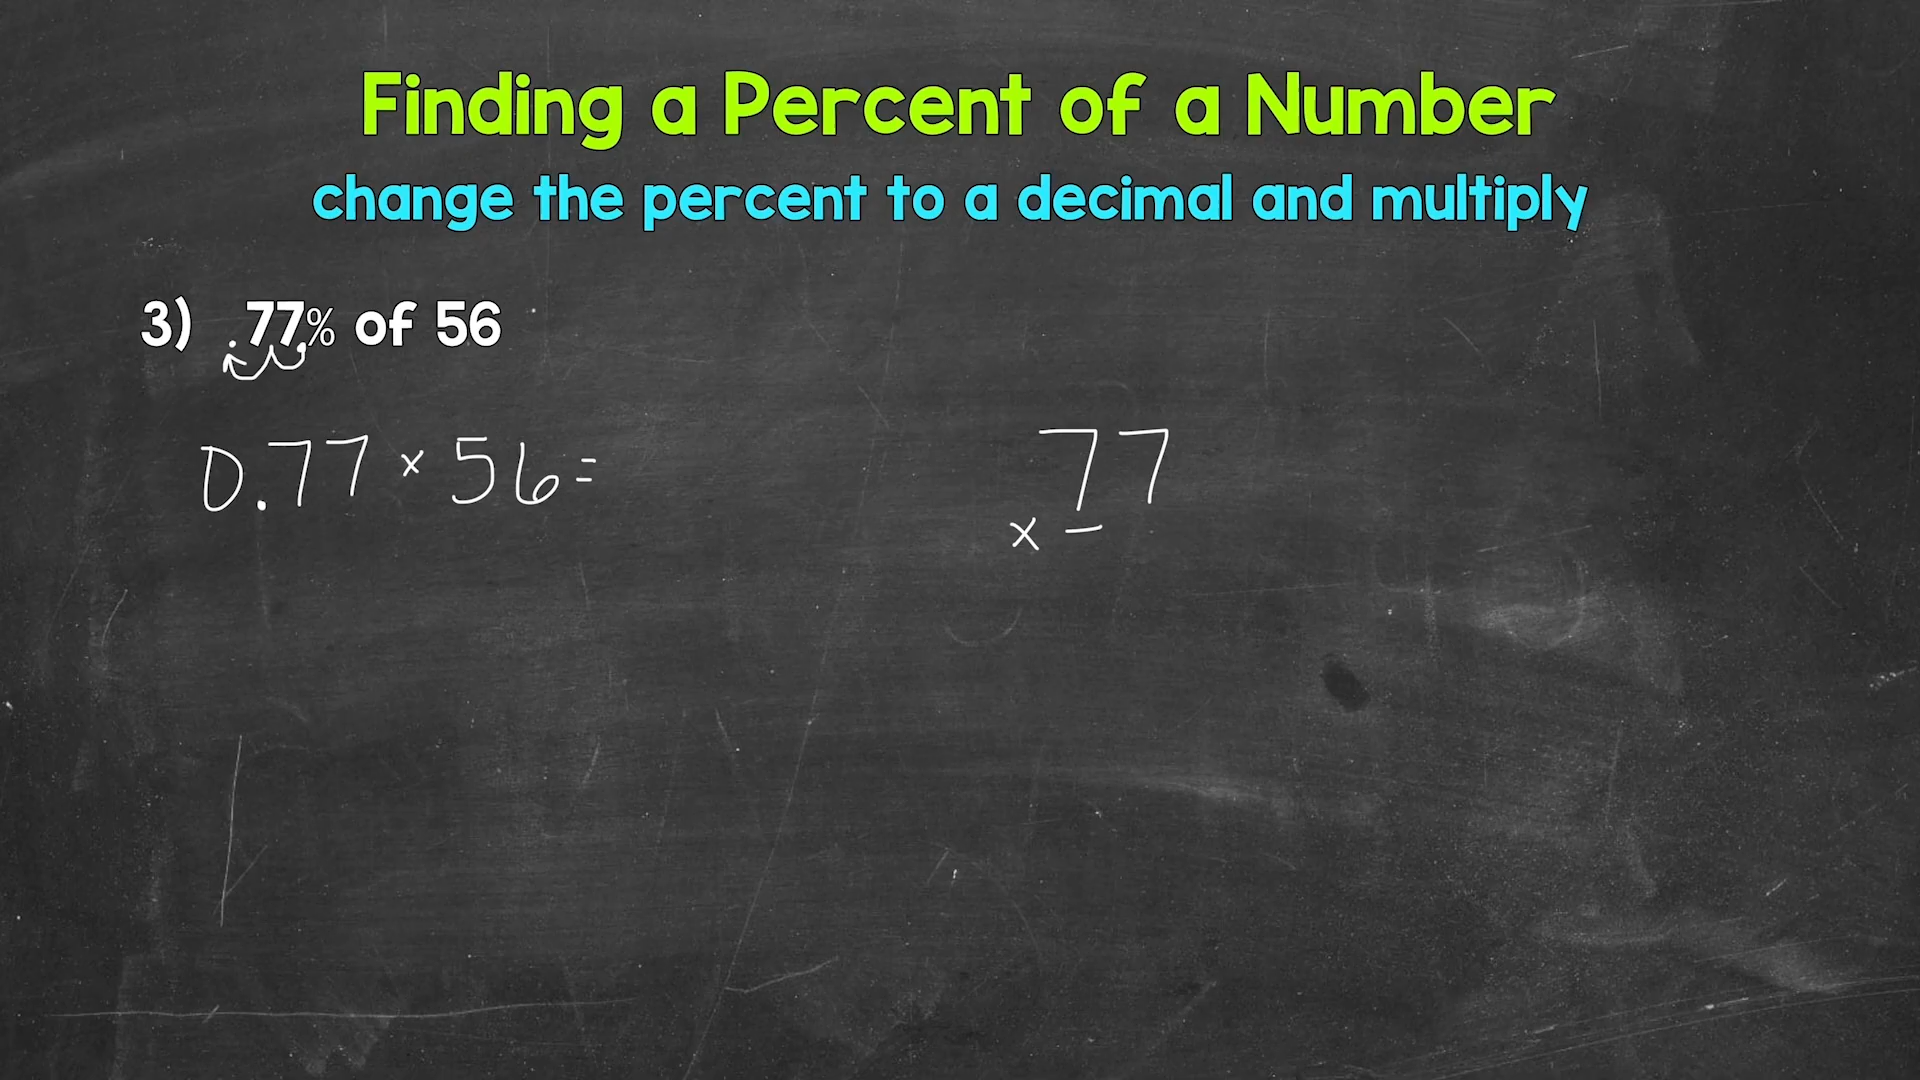 Finding a Percent of a Number
change the percent to a decimal and multiply
3) .77.% of 56
0.77 × 56 =
77
×